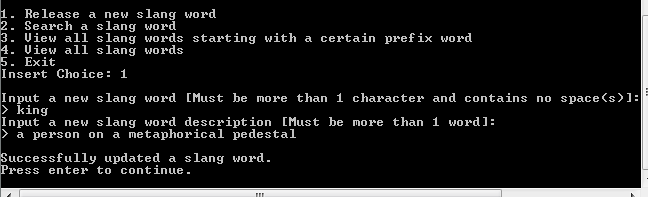 1. Release a new slang word
2. Search a slang word
3. View all slang words starting with a certain prefix word
4. View all slang words
5. Exit
Insert Choice: 1
Input a new slang word [Must be more than 1 character and contains no space(s)]:
> king
Input a new slang word description [Must be more than 1 word]:
> a person on a metaphorical pedestal
Successfully updated a slang word.
Press enter to continue.